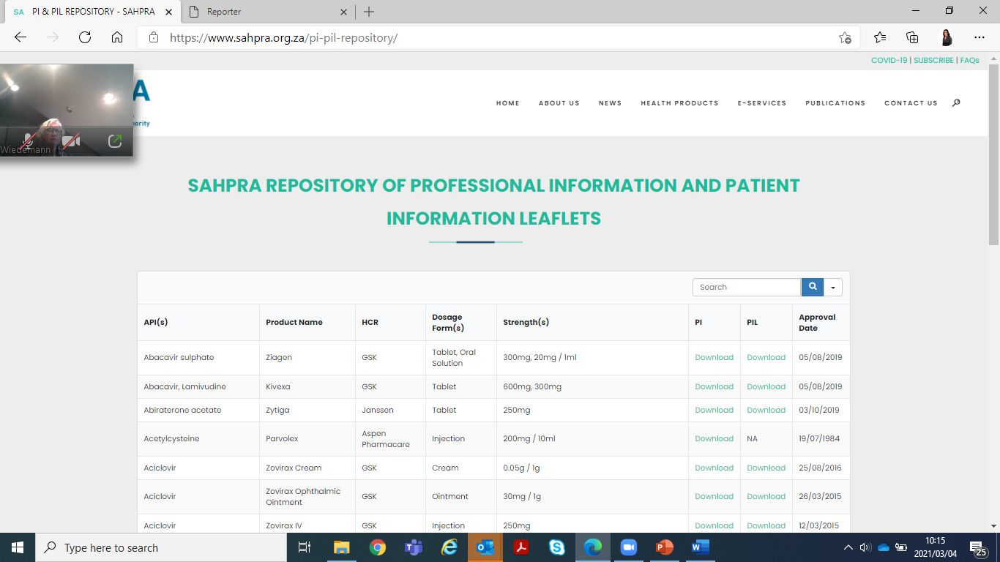 SA PI & PIL REPOSITORY - SAHPRA
Reporter
https://www.sahpra.org.za/pi-pil-repository/
COVID-19 | SUBSCRIBE | FAQs
A
ority
HOME ABOUT US NEWS HEALTH PRODUCTS E-SERVICES PUBLICATIONS CONTACT US
Wiedemann
SAHPRA REPOSITORY OF PROFESSIONAL INFORMATION AND PATIENT
INFORMATION LEAFLETS
Search
API(s) Product Name HCR Dosage Form(s) Strength(s) PI PIL Approval Date
Abacavir sulphate Ziagen GSK Tablet, Oral Solution 300mg, 20mg / 1ml Download Download 05/08/2019
Abacavir, Lamivudine Kivexa GSK Tablet 600mg, 300mg Download Download 05/08/2019
Abiraterone acetate Zytiga Janssen Tablet 250mg Download Download 03/10/2019
Acetylcysteine Parvolex Aspen Pharmacare Injection 200mg / 10ml Download NA 19/07/1984
Aciclovir Zovirax Cream GSK Cream 0.05g / 1g Download Download 25/08/2016
Aciclovir Zovirax Ophthalmic Ointment GSK Ointment 30mg / 1g Download Download 26/03/2015
Aciclovir Zovirax IV GSK Injection 250mg Download Download 12/03/2015
Type here to search
10:15
2021/03/04
25